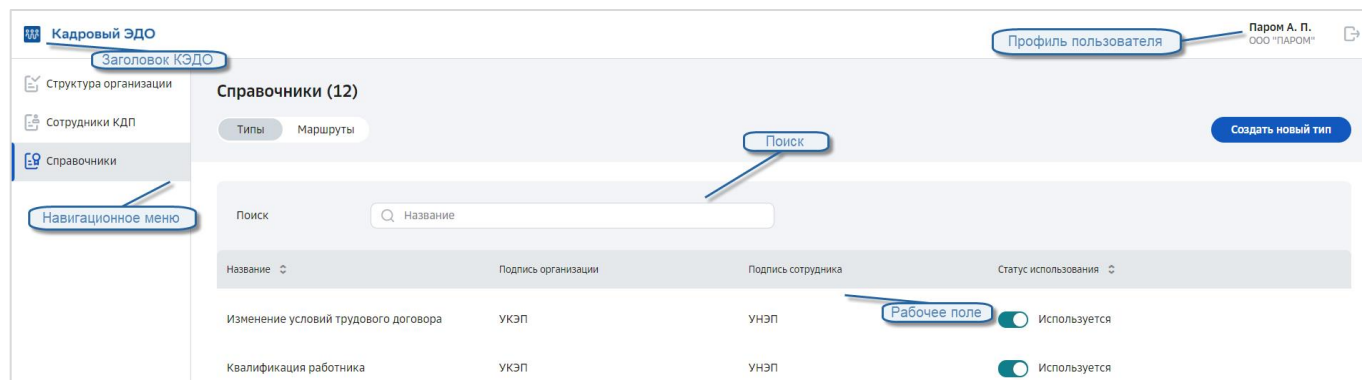 Кадровый ЭДО
Заголовок КЭДО
Профиль пользователя
Паром А. П.
ООО "ПАРОМ"
Структура организации
Сотрудники КДП
Справочники
Навигационное меню
Справочники (12)
Типы Маршруты
Создать новый тип
Поиск
Поиск Название
Название Подпись организации Подпись сотрудника Статус использования
Рабочее поле
Изменение условий трудового договора УКЭП УНЭП Используется
Квалификация работника УКЭП УНЭП Используется